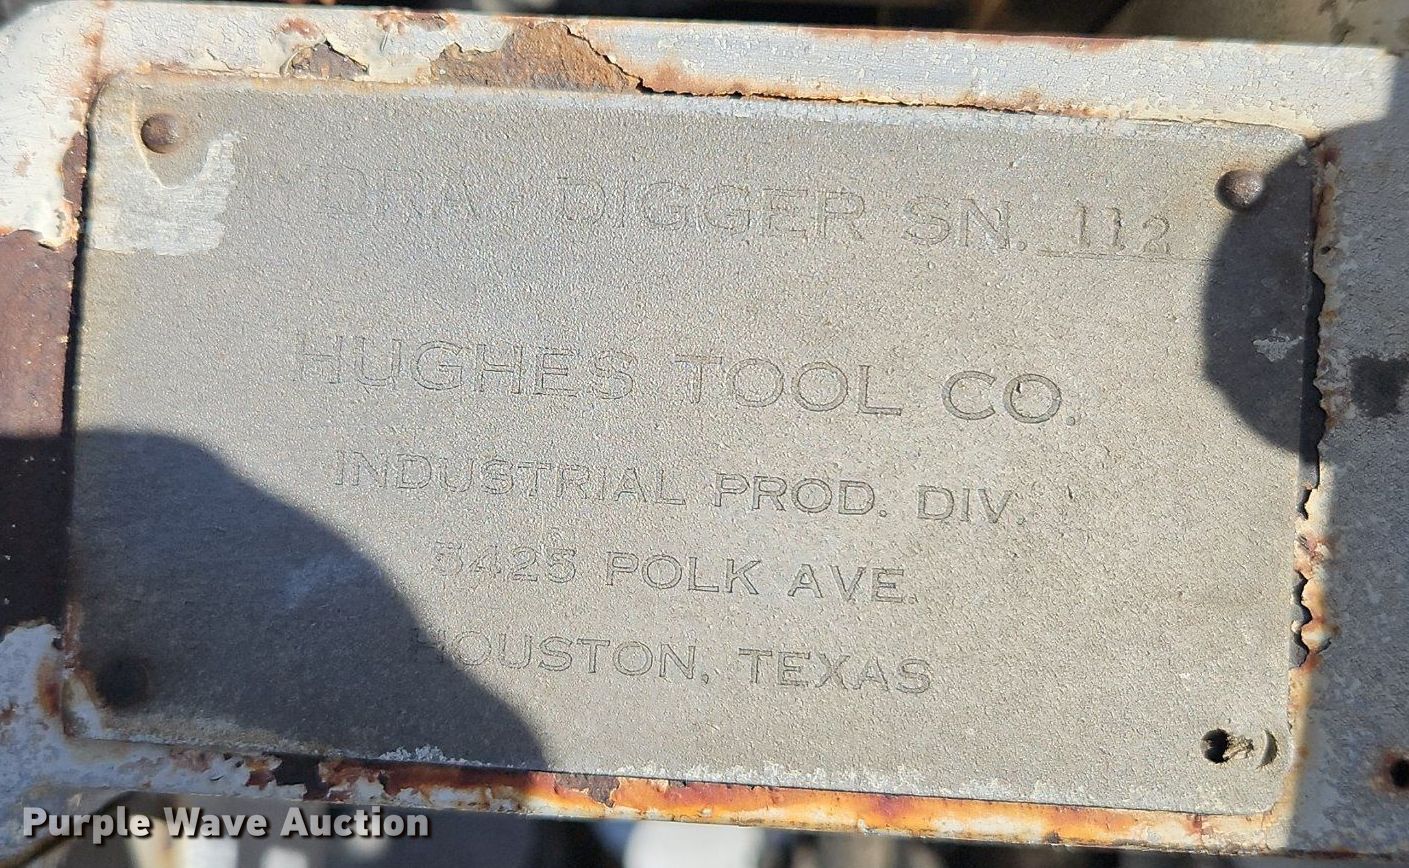 DIGGER SN. 112
HUGHES TOOL CO.
INDUSTRIAL PROD. DIV.
5425 POLK AVE.
HOUSTON, TEXAS
Purple Wave Auction